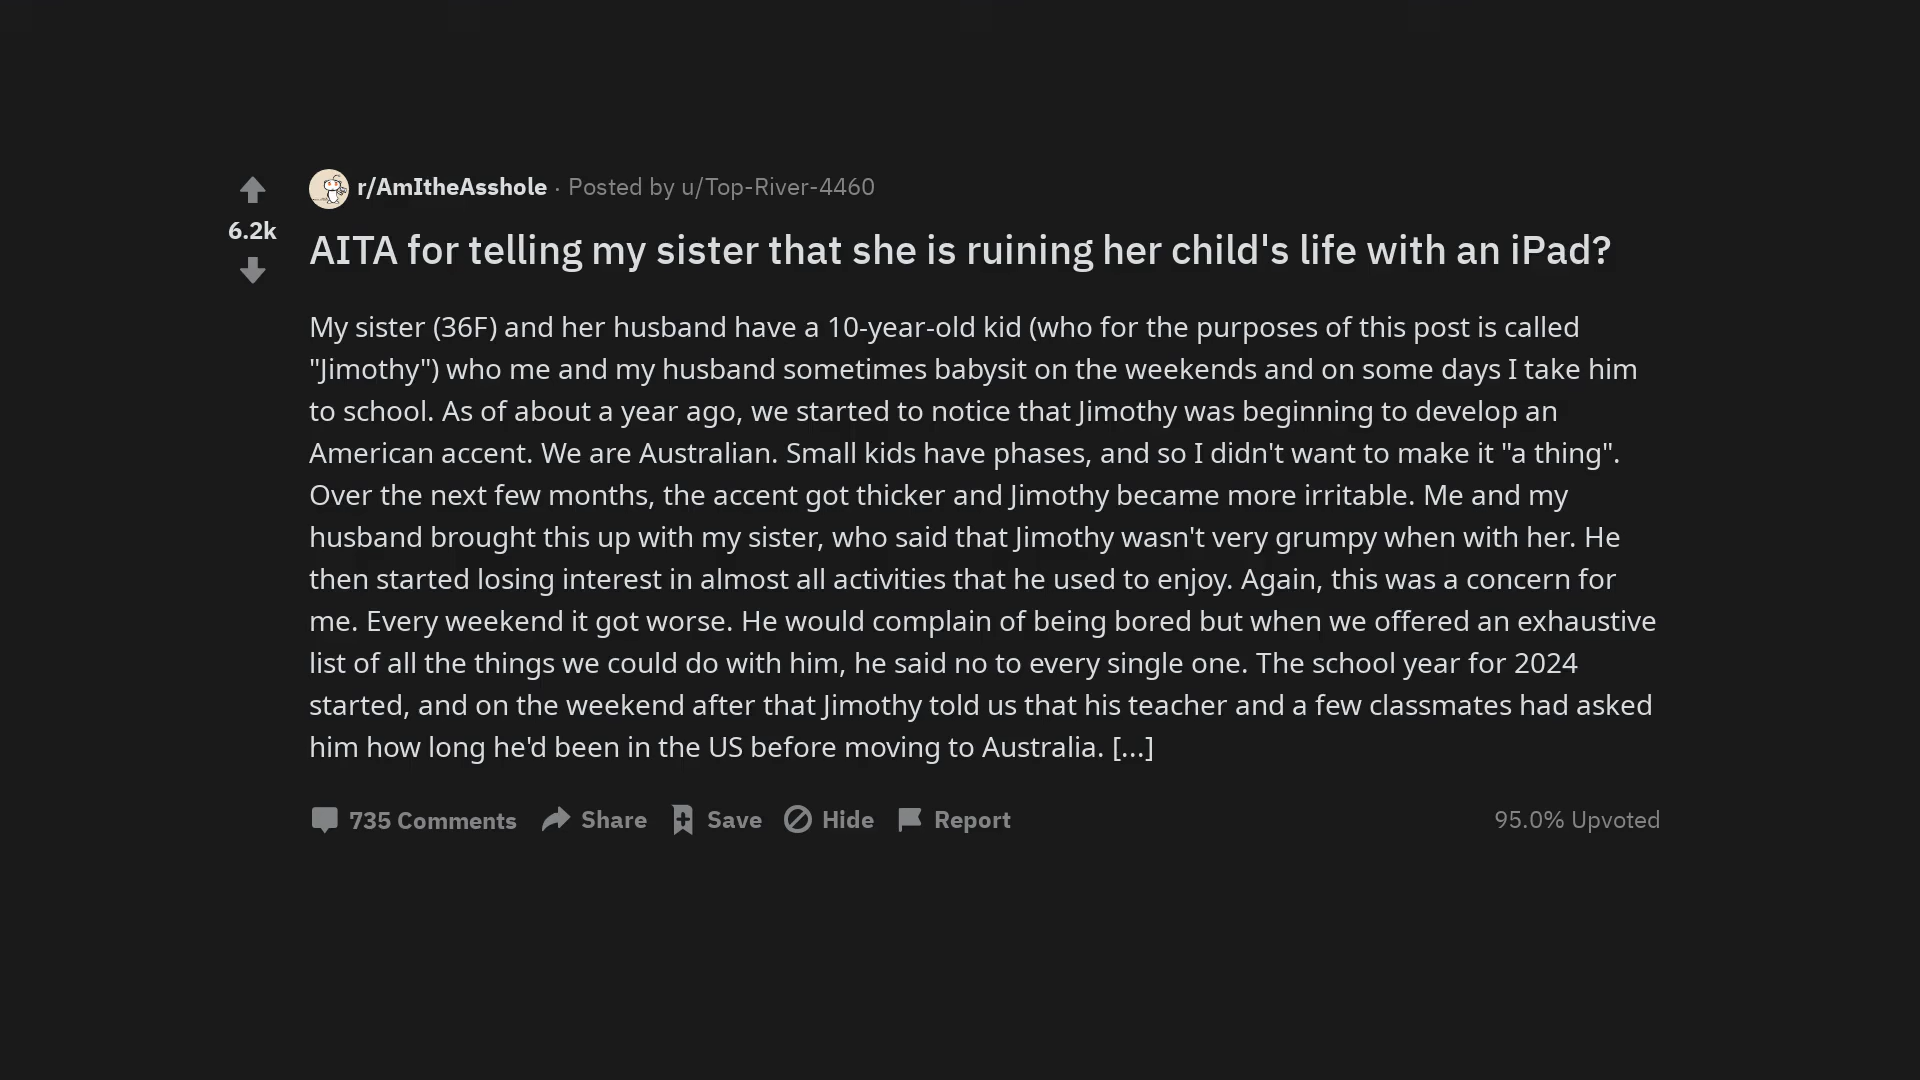 r/AmItheAsshole · Posted by u/Top-River-4460
6.2k
AITA for telling my sister that she is ruining her child's life with an iPad?
My sister (36F) and her husband have a 10-year-old kid (who for the purposes of this post is called
"Jimothy") who me and my husband sometimes babysit on the weekends and on some days I take him
to school. As of about a year ago, we started to notice that Jimothy was beginning to develop an
American accent. We are Australian. Small kids have phases, and so I didn't want to make it "a thing".
Over the next few months, the accent got thicker and Jimothy became more irritable. Me and my
husband brought this up with my sister, who said that Jimothy wasn't very grumpy when with her. He
then started losing interest in almost all activities that he used to enjoy. Again, this was a concern for
me. Every weekend it got worse. He would complain of being bored but when we offered an exhaustive
list of all the things we could do with him, he said no to every single one. The school year for 2024
started, and on the weekend after that Jimothy told us that his teacher and a few classmates had asked
him how long he'd been in the US before moving to Australia. [...]
735 Comments Share Save Hide Report 95.0% Upvoted